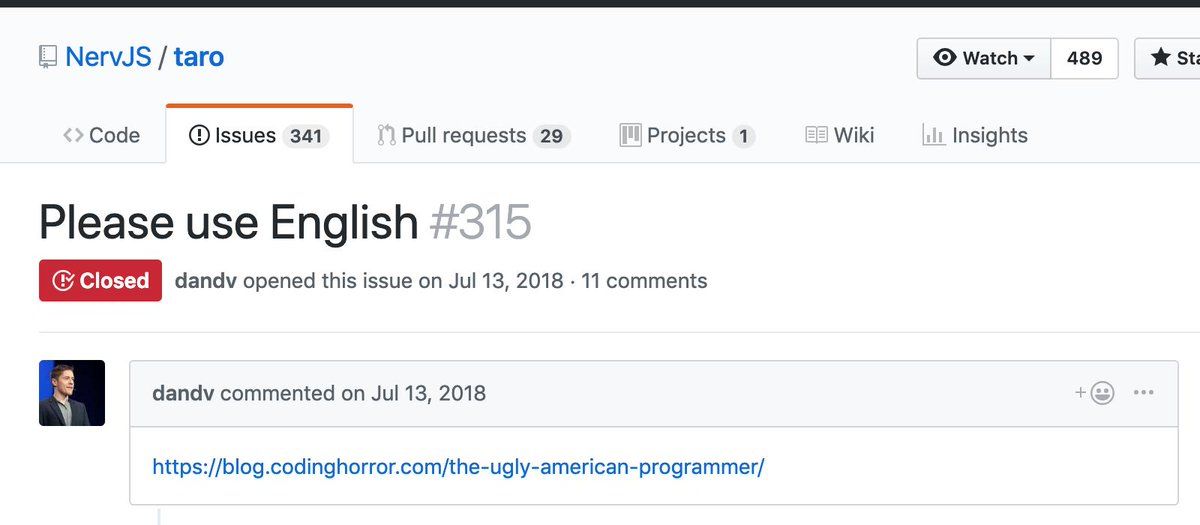 NervJS / taro
Watch 489
Code Issues 341 Pull requests 29 Projects 1 Wiki Insights
Please use English #315
Closed dandv opened this issue on Jul 13, 2018 · 11 comments
dandv commented on Jul 13, 2018
https://blog.codinghorror.com/the-ugly-american-programmer/